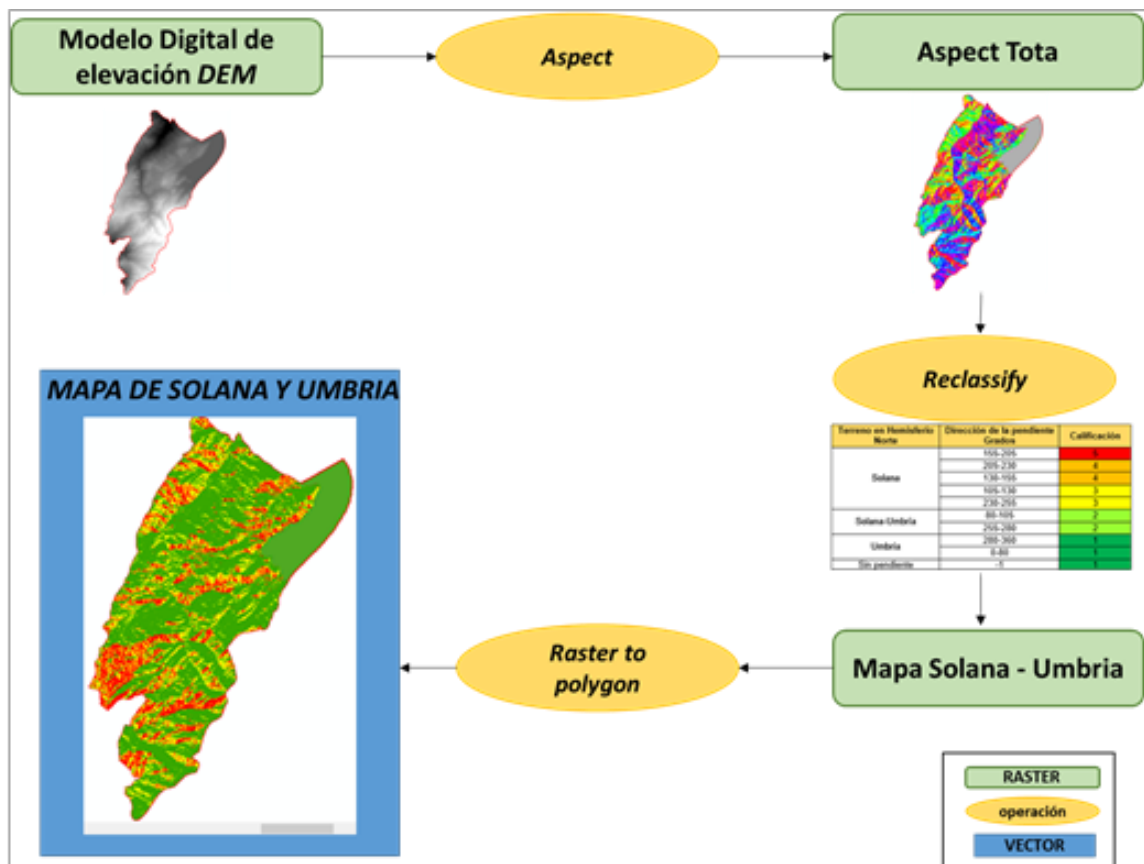 Modelo Digital de
elevación DEM
Aspect
Aspect Tota
Reclassify
Terreno en Hemisferio
Norte
Dirección de la pendiente
Grados
Calificación
Solana
155-205
5
205-230
4
130-155
4
105-130
3
230-255
3
Solana Umbría
80-105
2
255-280
2
Umbría
280-360
1
0-80
1
Sin pendiente
-1
1
MAPA DE SOLANA Y UMBRIA
Raster to
polygon
Mapa Solana - Umbria
RASTER
operación
VECTOR